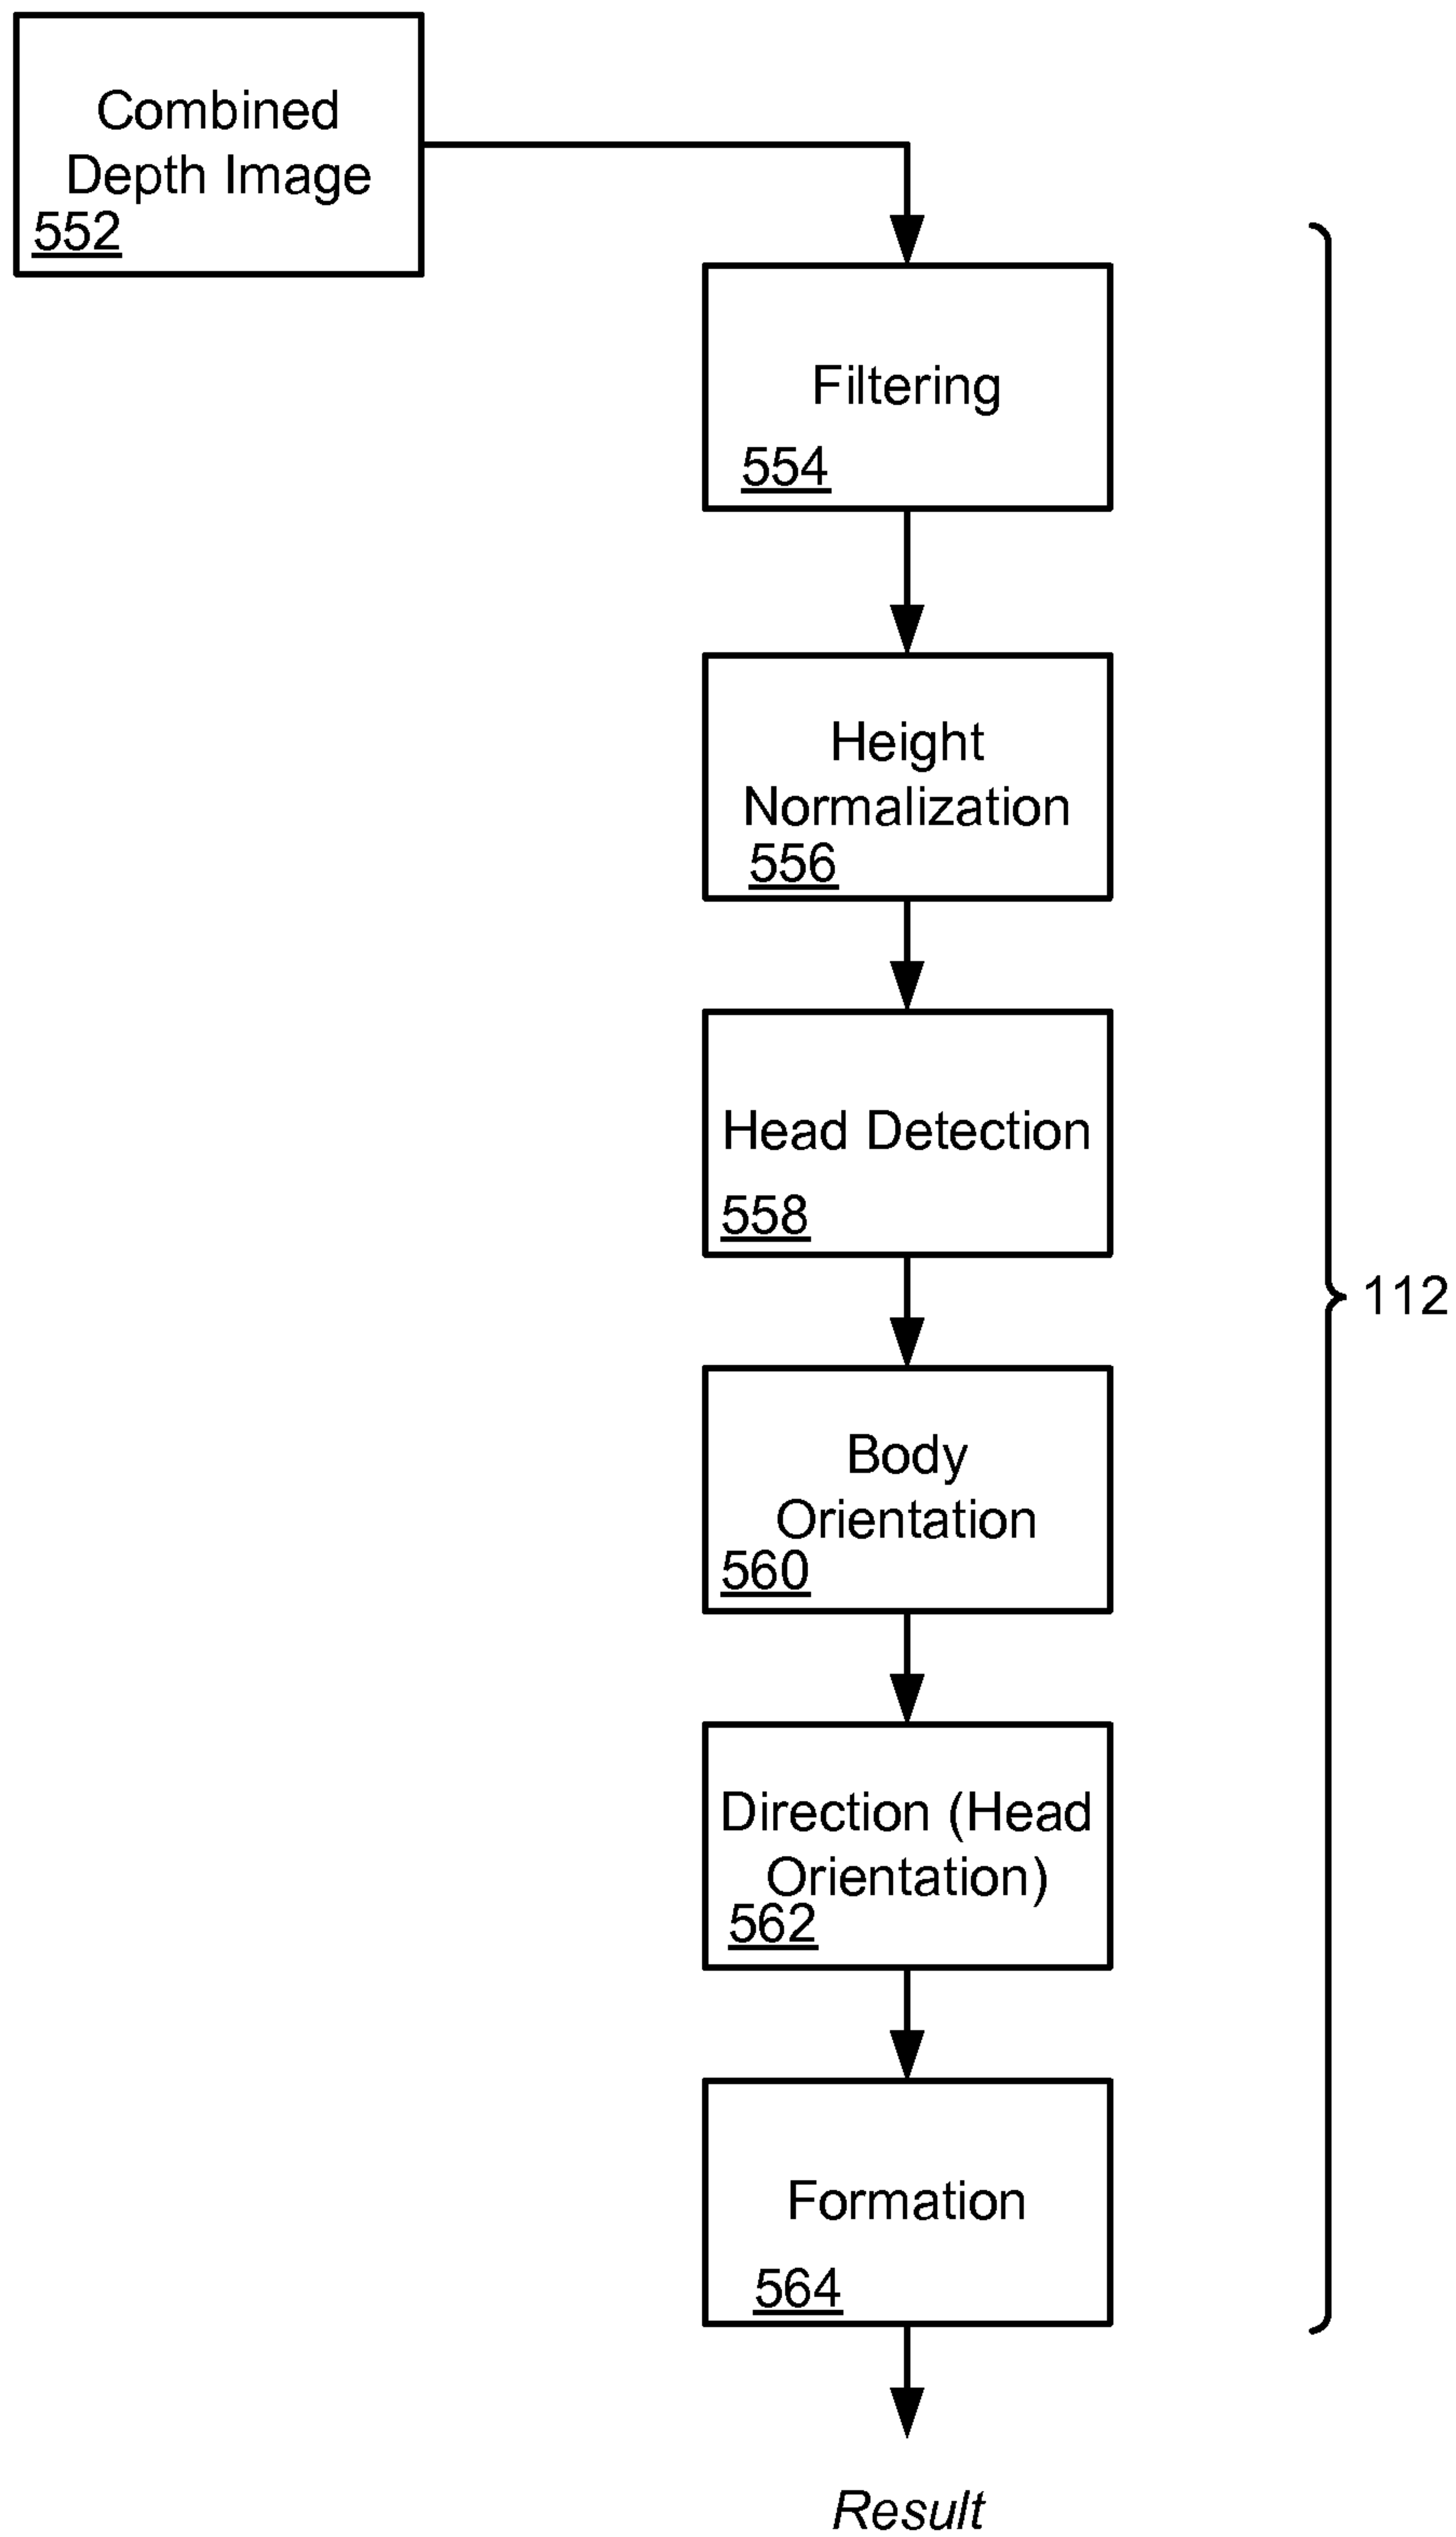 Combined
Depth Image
552
Filtering
554
Height
Normalization
556
Head Detection
558
112
Body
Orientation
560
Direction (Head
Orientation)
562
Formation
564
Result